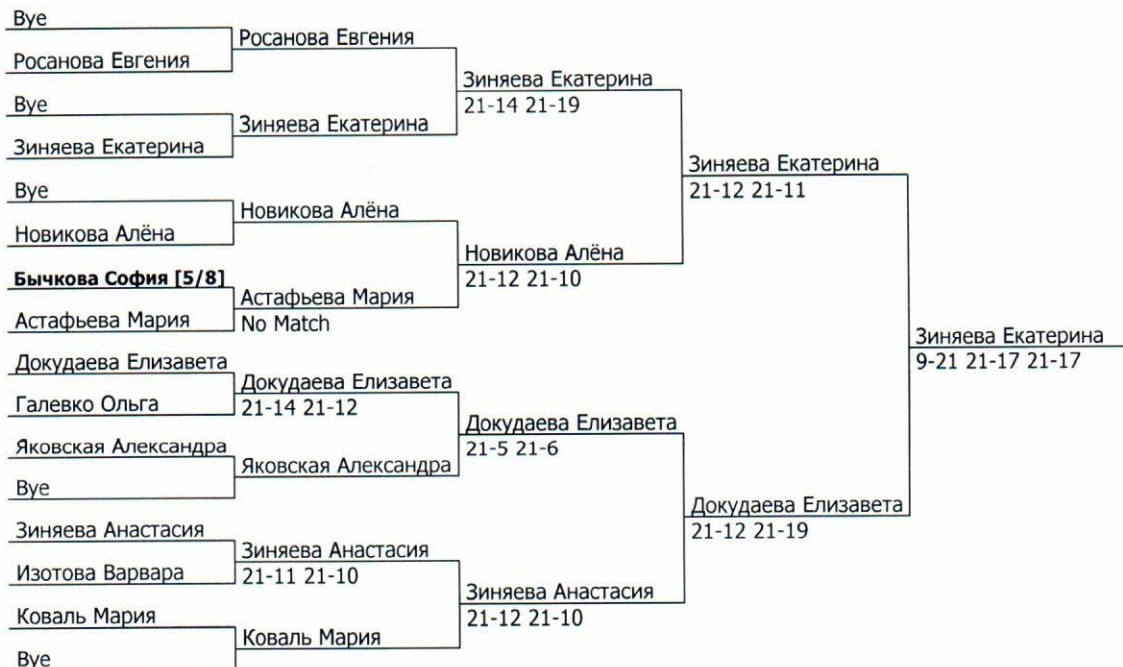 Bye
Росанова Евгения
Bye
Зиняева Екатерина
Bye
Новикова Алёна
Бычкова София [5/8]
Астафьева Мария
Докудаева Елизавета
Галевко Ольга
Яковская Александра
Bye
Зиняева Анастасия
Изотова Варвара
Коваль Мария
Bye
Росанова Евгения
Зиняева Екатерина
Новикова Алёна
Астафьева Мария
No Match
Докудаева Елизавета
21-14 21-12
Яковская Александра
Зиняева Анастасия
21-11 21-10
Коваль Мария
Зиняева Екатерина
21-14 21-19
Новикова Алёна
21-12 21-10
Докудаева Елизавета
21-5 21-6
Зиняева Анастасия
21-12 21-10
Зиняева Екатерина
21-12 21-11
Докудаева Елизавета
21-12 21-19
Зиняева Екатерина
9-21 21-17 21-17